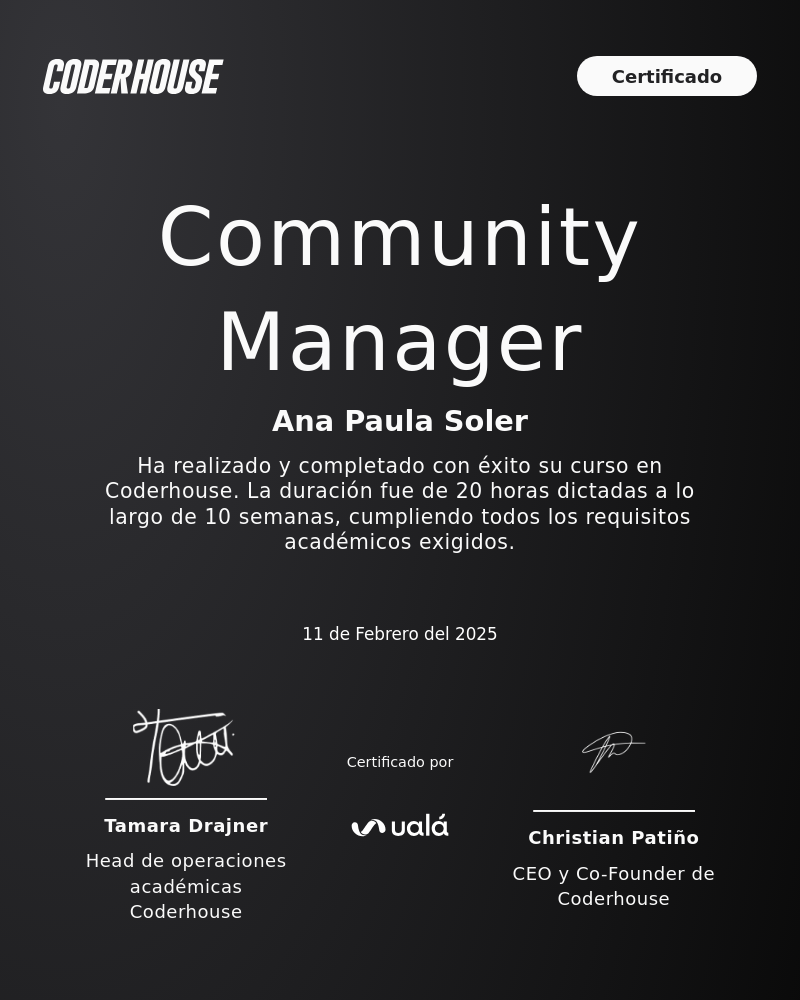 CODERHOUSE
Certificado
Community
Manager
Ana Paula Soler
Ha realizado y completado con éxito su curso en
Coderhouse. La duración fue de 20 horas dictadas a lo
largo de 10 semanas, cumpliendo todos los requisitos
académicos exigidos.
11 de Febrero del 2025
Certificado por
ualá
Tamara Drajner
Head de operaciones
académicas
Coderhouse
Christian Patiño
CEO y Co-Founder de
Coderhouse